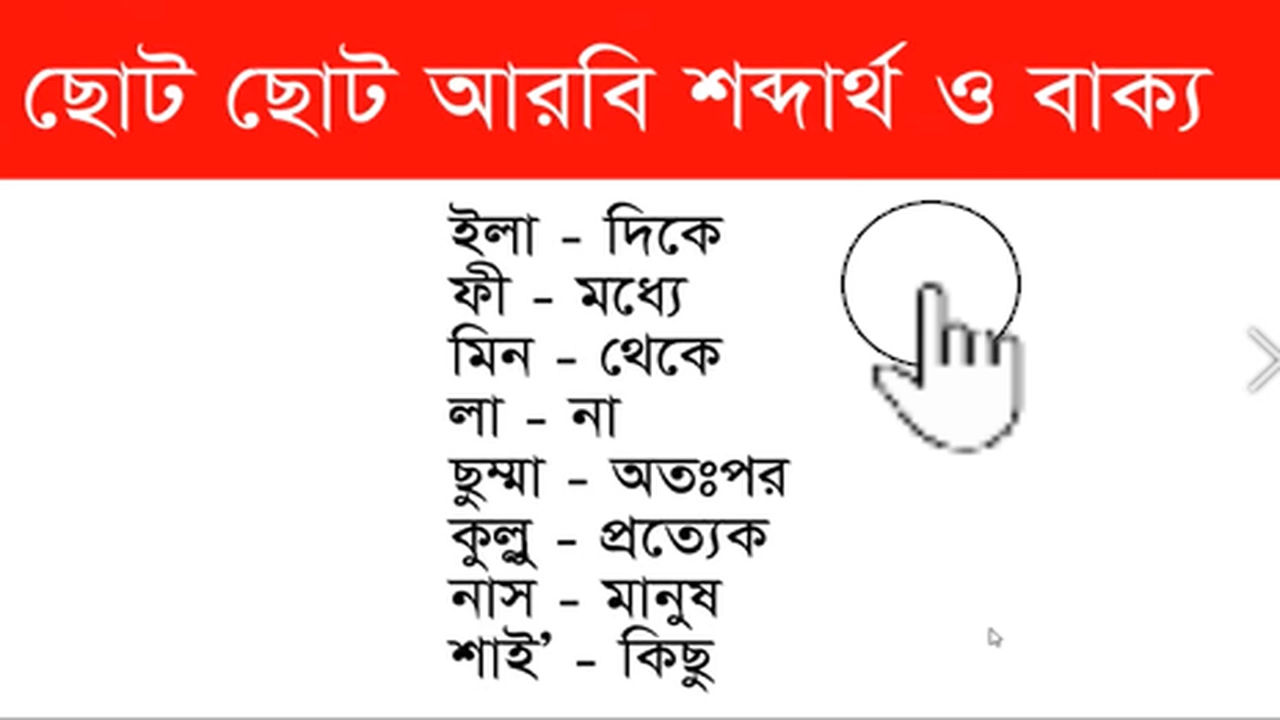 ছোট ছোট আরবি শব্দার্থ ও বাক্য
ইলা - দিকে
ফী - মধ্যে
মিন - থেকে
লা - না
ছুম্মা - অতঃপর
কুল্লু - প্রত্যেক
নাস - মানুষ
শাই’ - কিছু